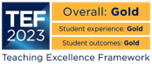 TEF
2023
Overall: Gold
Student experience: Gold
Student outcomes: Gold
Teaching Excellence Framework